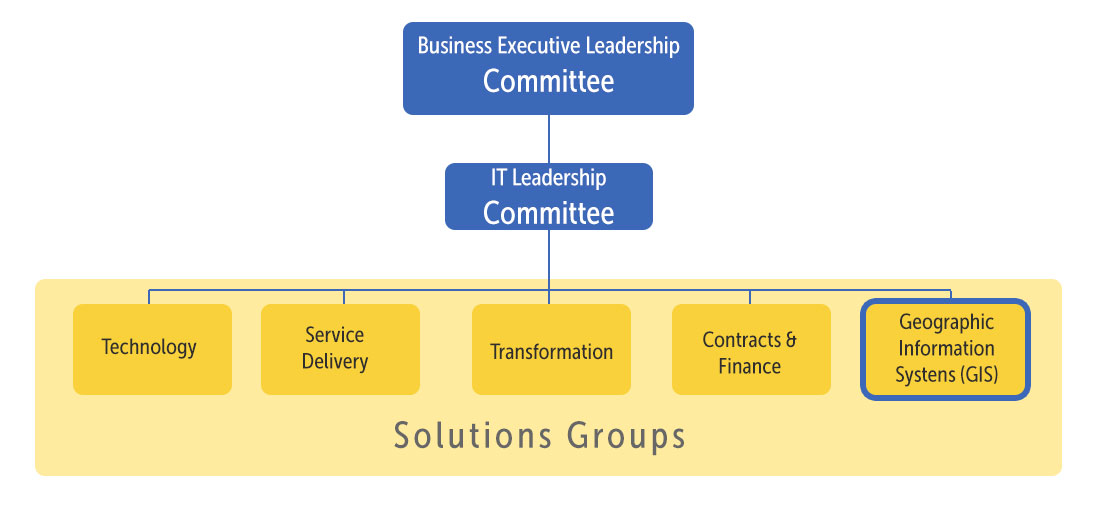 Business Executive Leadership
Committee
IT Leadership
Committee
Technology
Service
Delivery
Transformation
Contracts &
Finance
Geographic
Information
Systens (GIS)
Solutions Groups